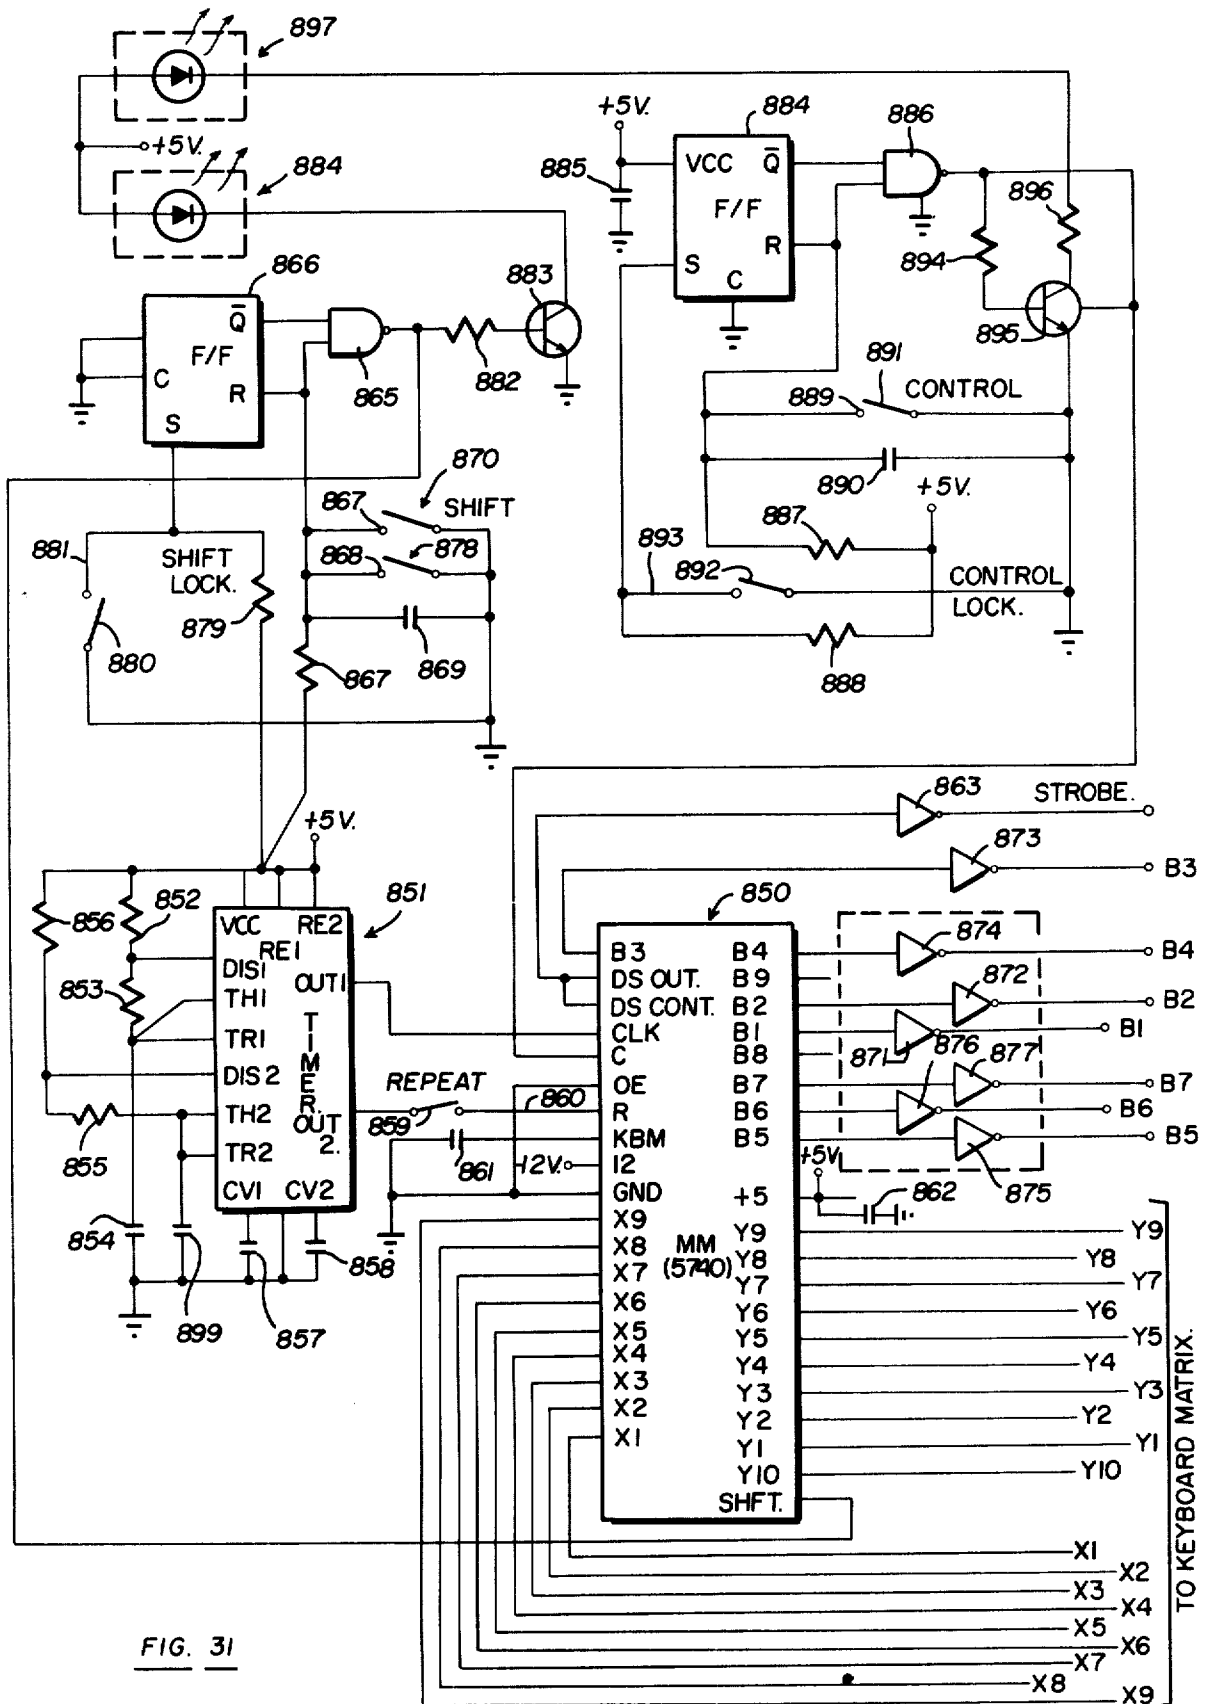 897
+5V.
884
+5V.
884
VCC Q̅
F/F
R
S
C
885
886
896
894
895
866
Q̅
F/F
C
R
S
865
882
883
889
891
CONTROL
890
+5V.
887
893
892
CONTROL
LOCK.
888
870
867
SHIFT
868
878
869
867
881
SHIFT
LOCK.
879
880
863
STROBE.
873
B3
+5V.
856
852
853
851
VCC RE2
RE1
DIS1
TH1
OUT1
TR1
TIMER.
DIS2
TH2
OUT
2.
TR2
CV1 CV2
855
854
899
857
858
REPEAT
859
860
861
-12V.
850
B3
DS OUT.
DS CONT.
CLK
C
OE
R
KBM
12
GND
X9
X8
X7
X6
X5
X4
X3
X2
X1
MM
(5740)
B4
B9
B2
B1
B8
B7
B6
B5
+5
Y9
Y8
Y7
Y6
Y5
Y4
Y3
Y2
Y1
Y10
SHFT.
874
B4
872
B2
871
B1
876
877
B7
B6
B5
875
+5V
862
Y9
Y8
Y7
Y6
Y5
Y4
Y3
Y2
Y1
Y10
X1
X2
X3
X4
X5
X6
X7
X8
X9
TO KEYBOARD MATRIX.
FIG. 31